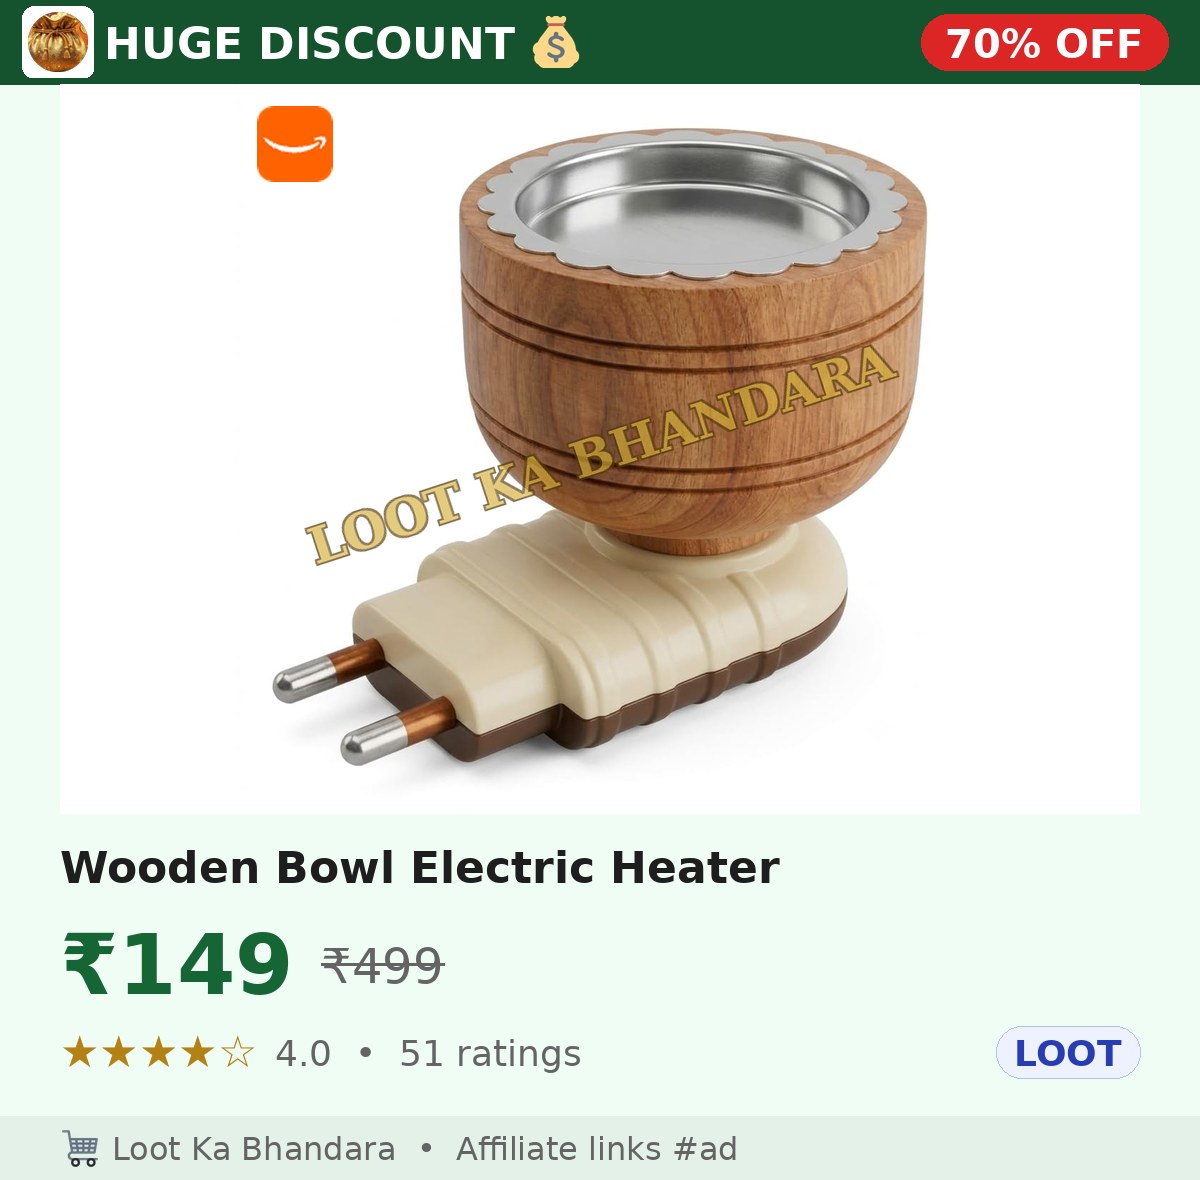 HUGE DISCOUNT 💰
70% OFF
LOOT KA BHANDARA
Wooden Bowl Electric Heater
₹149 ₹499
★★★★☆ 4.0 • 51 ratings
LOOT
Loot Ka Bhandara • Affiliate links #ad